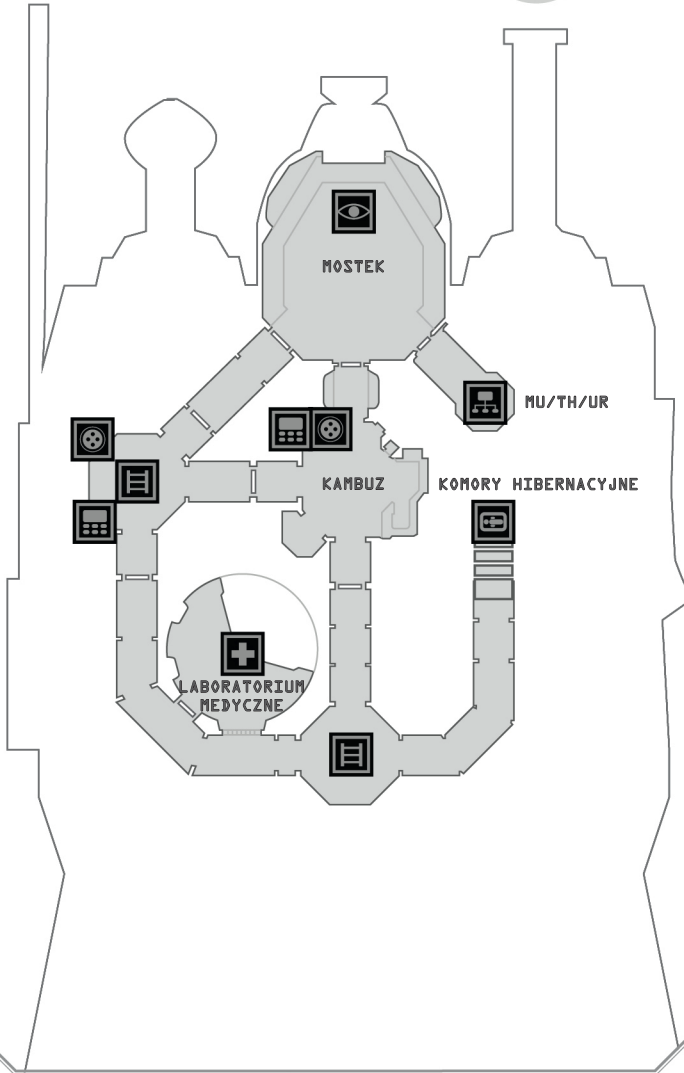 MOSTEK
MU/TH/UR
KAMBUZ
KOMORY HIBERNACYJNE
LABORATORIUM
MEDYCZNE